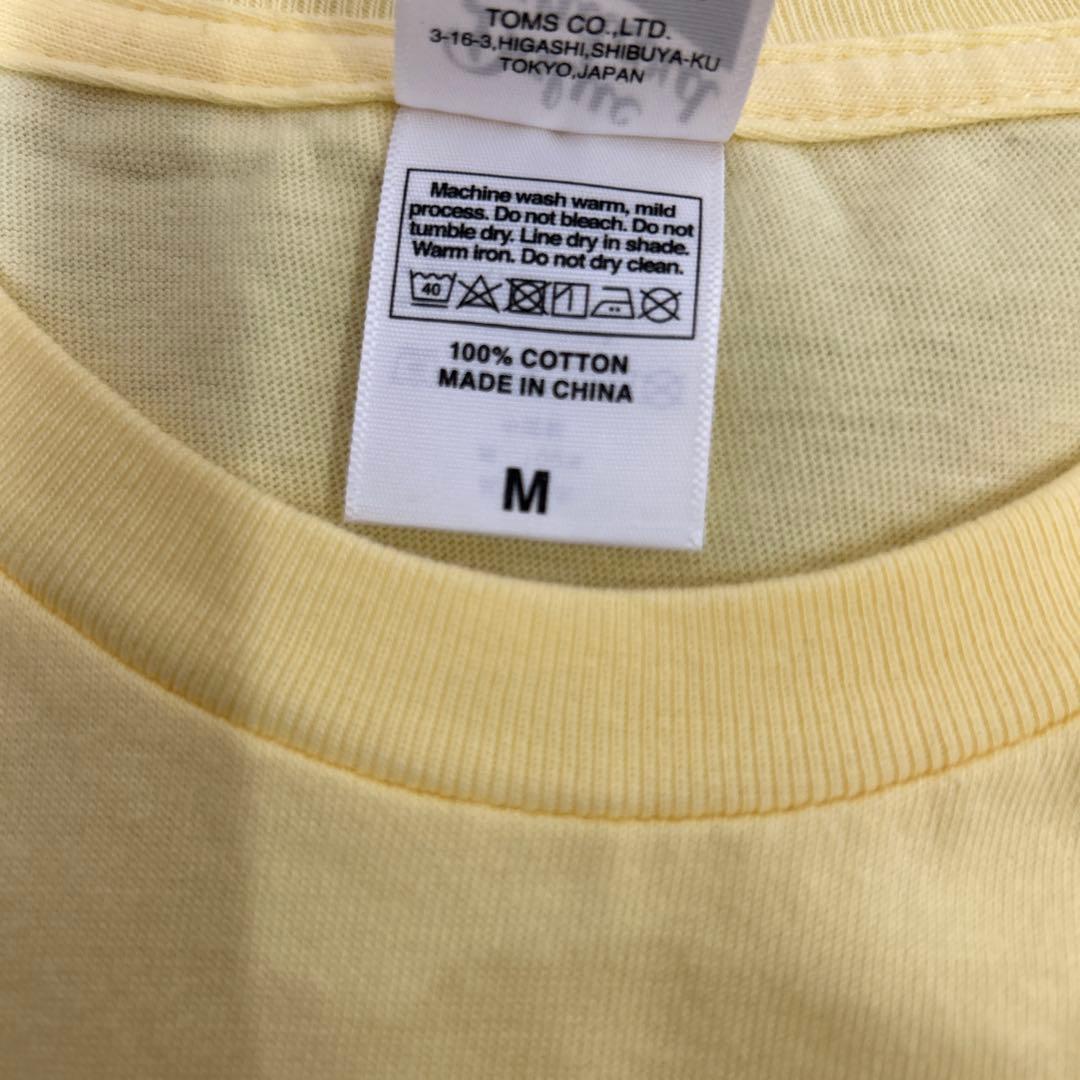 TOMS CO.,LTD.
3-16-3,HIGASHI,SHIBUYA-KU
TOKYO,JAPAN
Machine wash warm, mild
process. Do not bleach. Do not
tumble dry. Line dry in shade.
Warm iron. Do not dry clean.
40
100% COTTON
MADE IN CHINA
M